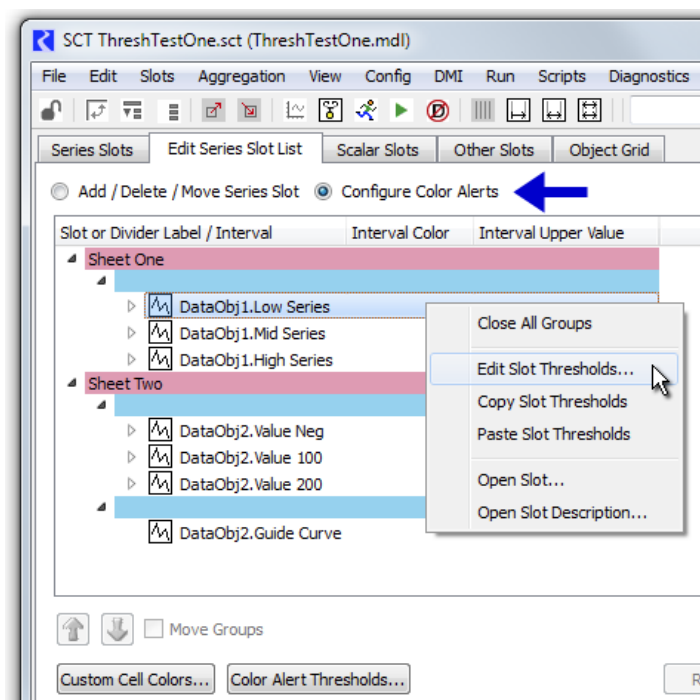 SCT ThreshTestOne.sct (ThreshTestOne.mdl)
File Edit Slots Aggregation View Config DMI Run Scripts Diagnostics
Series Slots Edit Series Slot List Scalar Slots Other Slots Object Grid
Add / Delete / Move Series Slot Configure Color Alerts
Slot or Divider Label / Interval Interval Color Interval Upper Value
Sheet One
DataObj1.Low Series
DataObj1.Mid Series
DataObj1.High Series
Sheet Two
DataObj2.Value Neg
DataObj2.Value 100
DataObj2.Value 200
DataObj2.Guide Curve
Close All Groups
Edit Slot Thresholds...
Copy Slot Thresholds
Paste Slot Thresholds
Open Slot...
Open Slot Description...
Move Groups
Custom Cell Colors... Color Alert Thresholds...